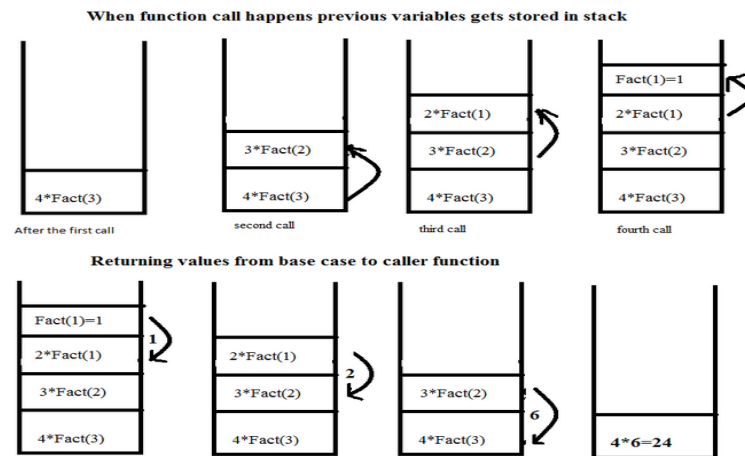 When function call happens previous variables gets stored in stack
4*Fact(3)
After the first call
3*Fact(2)
4*Fact(3)
second call
2*Fact(1)
3*Fact(2)
4*Fact(3)
third call
Fact(1)=1
2*Fact(1)
3*Fact(2)
4*Fact(3)
fourth call
Returning values from base case to caller function
Fact(1)=1
1
2*Fact(1)
3*Fact(2)
4*Fact(3)
2*Fact(1)
2
3*Fact(2)
4*Fact(3)
3*Fact(2)
6
4*Fact(3)
4*6=24